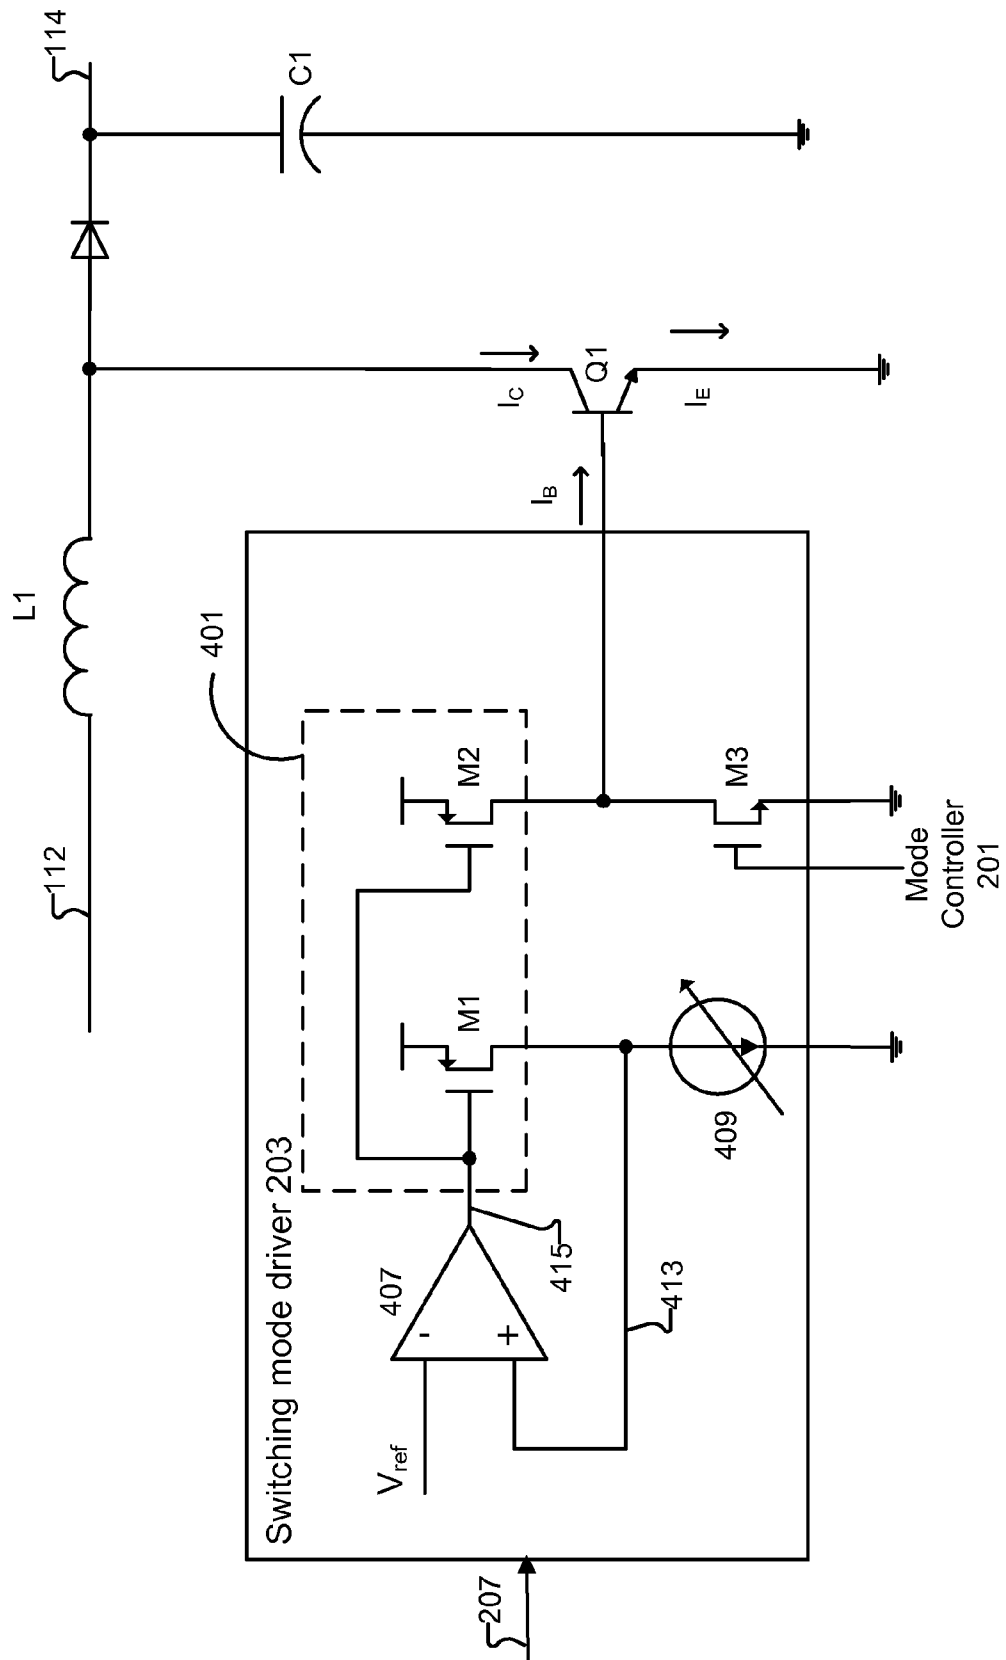 112
L1
114
C1
401
I_C
Q1
I_E
I_B
Switching mode driver 203
M1
M2
407
-
+
V_ref
415
413
409
M3
Mode
Controller
201
207